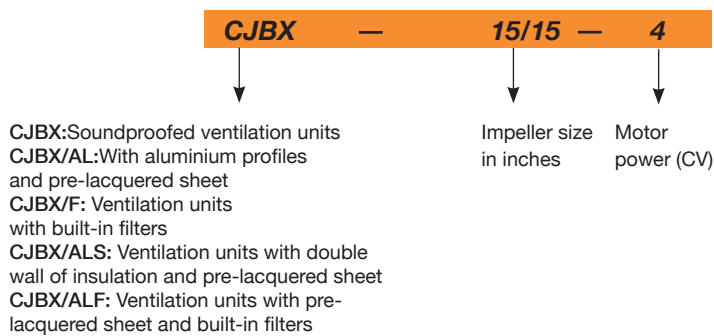 CJBX — 15/15 — 4
CJBX:Soundproofed ventilation units
CJBX/AL:With aluminium profiles
and pre-lacquered sheet
CJBX/F: Ventilation units
with built-in filters
CJBX/ALS: Ventilation units with double
wall of insulation and pre-lacquered sheet
CJBX/ALF: Ventilation units with pre-
lacquered sheet and built-in filters
Impeller size
in inches
Motor
power (CV)